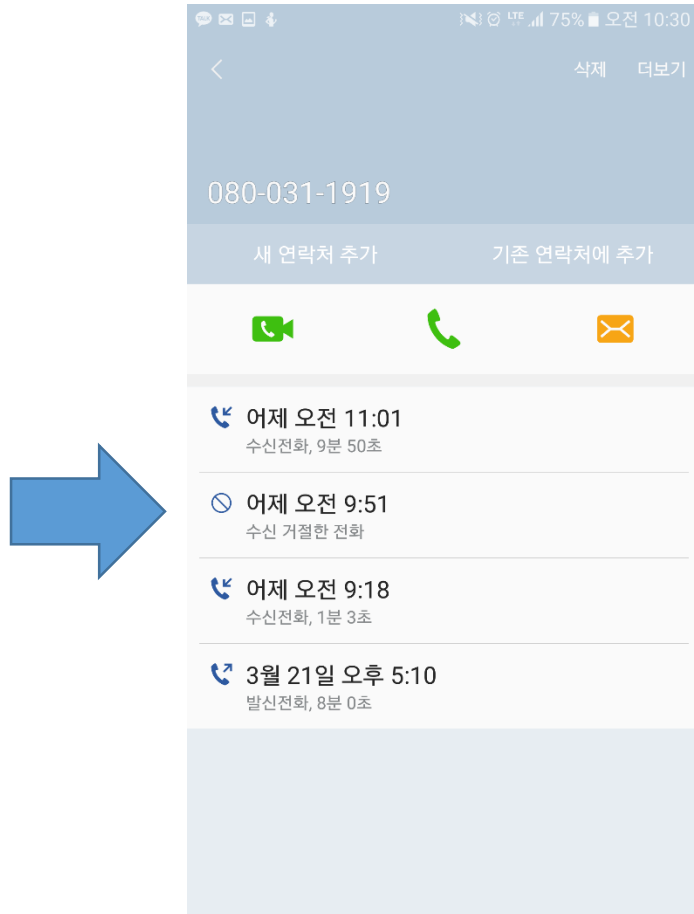 LTE 75% 오전 10:30
삭제 더보기
080-031-1919
새 연락처 추가 기존 연락처에 추가
어제 오전 11:01
수신전화, 9분 50초
어제 오전 9:51
수신 거절한 전화
어제 오전 9:18
수신전화, 1분 3초
3월 21일 오후 5:10
발신전화, 8분 0초